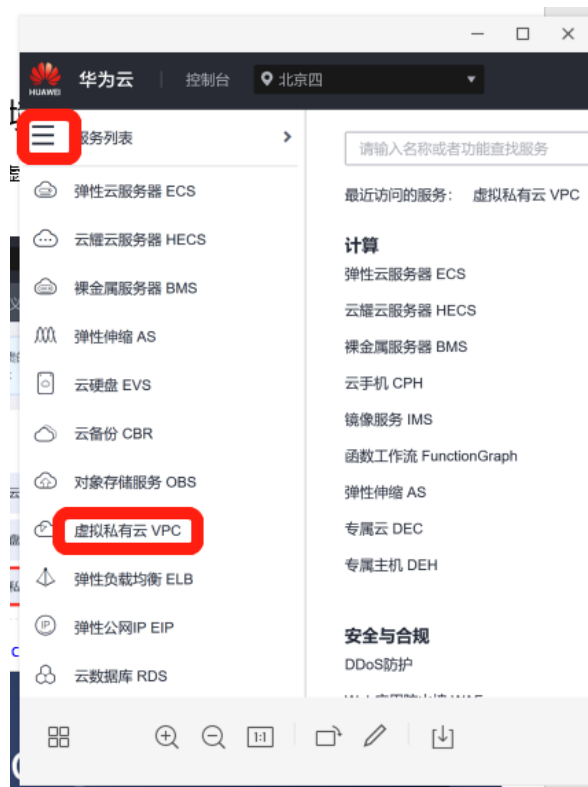 HUAWEI 华为云 控制台 北京四
服务列表
弹性云服务器 ECS
云耀云服务器 HECS
裸金属服务器 BMS
弹性伸缩 AS
云硬盘 EVS
云备份 CBR
对象存储服务 OBS
虚拟私有云 VPC
弹性负载均衡 ELB
弹性公网IP EIP
云数据库 RDS
请输入名称或者功能查找服务
最近访问的服务： 虚拟私有云 VPC
计算
弹性云服务器 ECS
云耀云服务器 HECS
裸金属服务器 BMS
云手机 CPH
镜像服务 IMS
函数工作流 FunctionGraph
弹性伸缩 AS
专属云 DEC
专属主机 DEH
安全与合规
DDoS防护
1:1